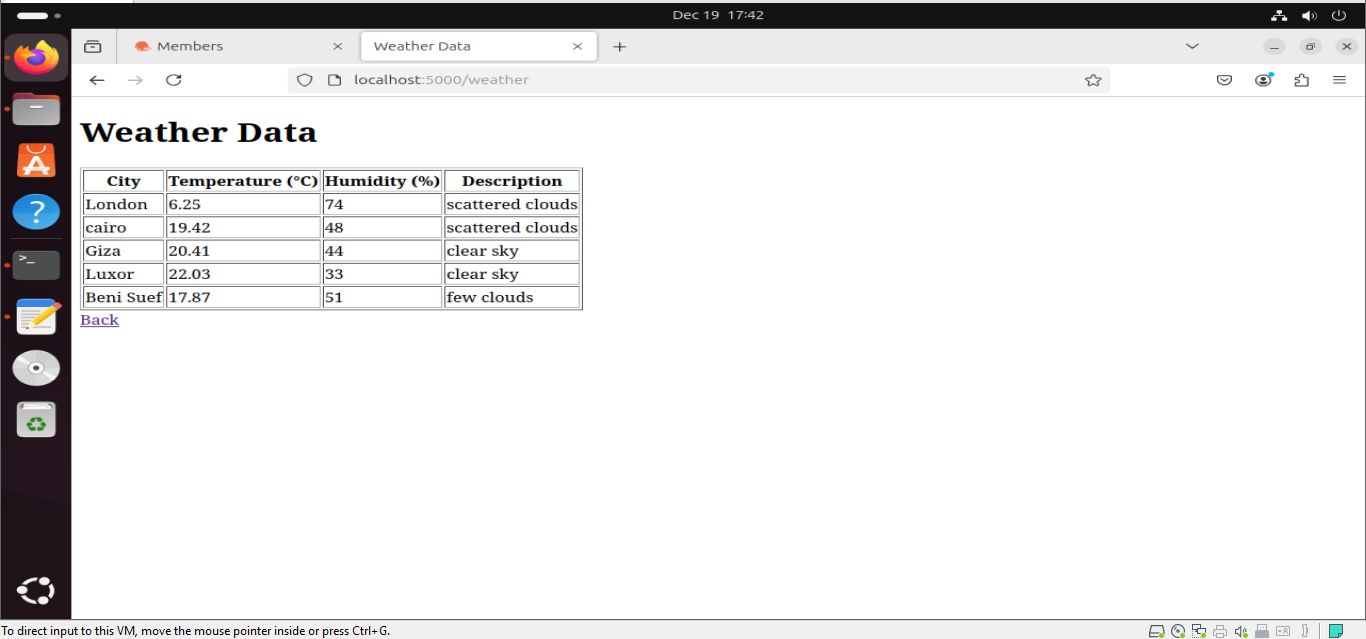 Dec 19 17:42
Members
Weather Data
localhost:5000/weather
Weather Data
City Temperature (°C) Humidity (%) Description
London 6.25 74 scattered clouds
cairo 19.42 48 scattered clouds
Giza 20.41 44 clear sky
Luxor 22.03 33 clear sky
Beni Suef 17.87 51 few clouds
Back
To direct input to this VM, move the mouse pointer inside or press Ctrl+G.